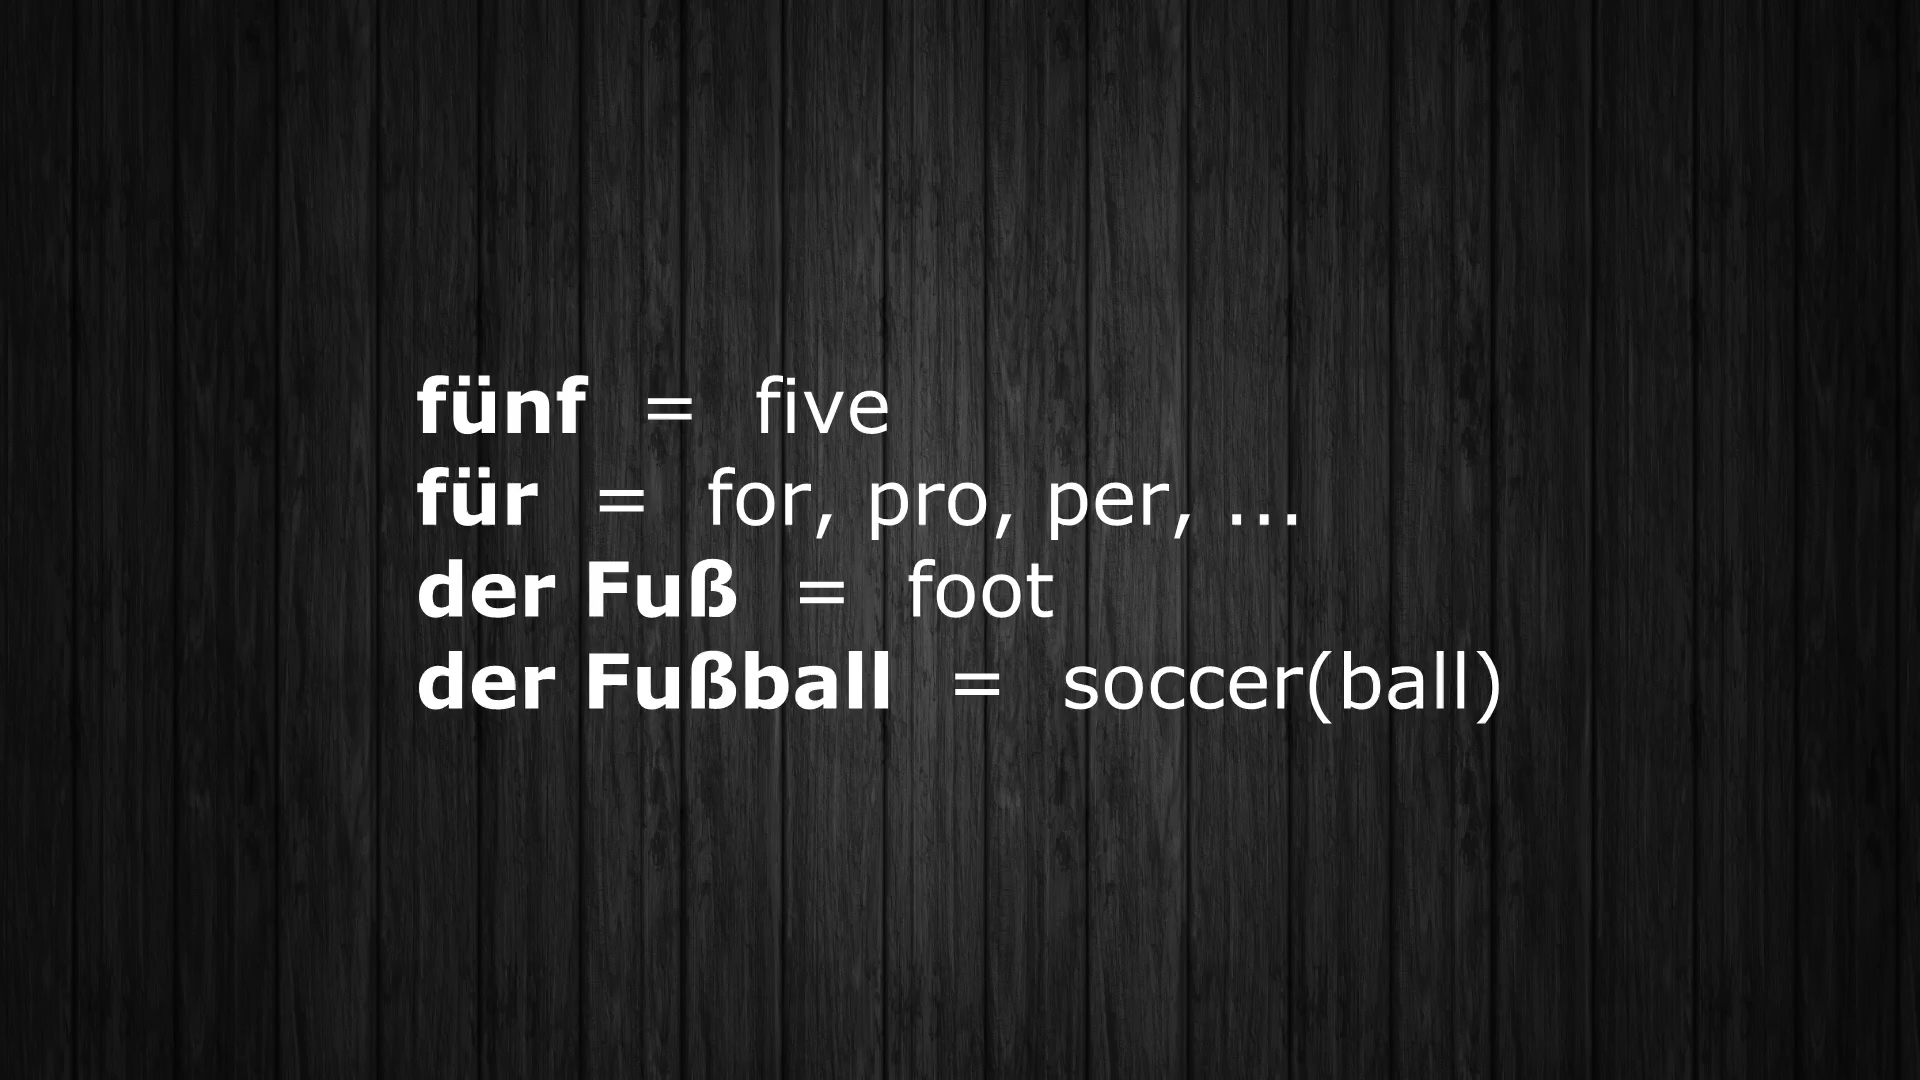 fünf = five
für = for, pro, per, ...
der Fuß = foot
der Fußball = soccer(ball)